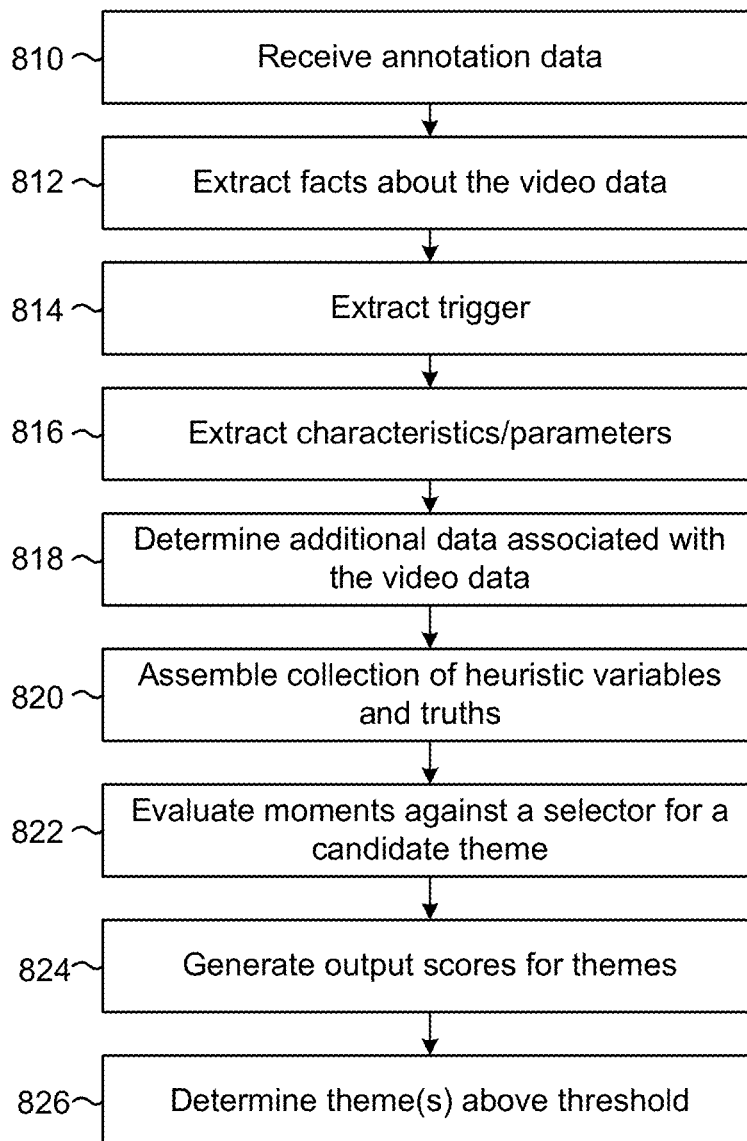 810
Receive annotation data
812
Extract facts about the video data
814
Extract trigger
816
Extract characteristics/parameters
818
Determine additional data associated with
the video data
820
Assemble collection of heuristic variables
and truths
822
Evaluate moments against a selector for a
candidate theme
824
Generate output scores for themes
826
Determine theme(s) above threshold